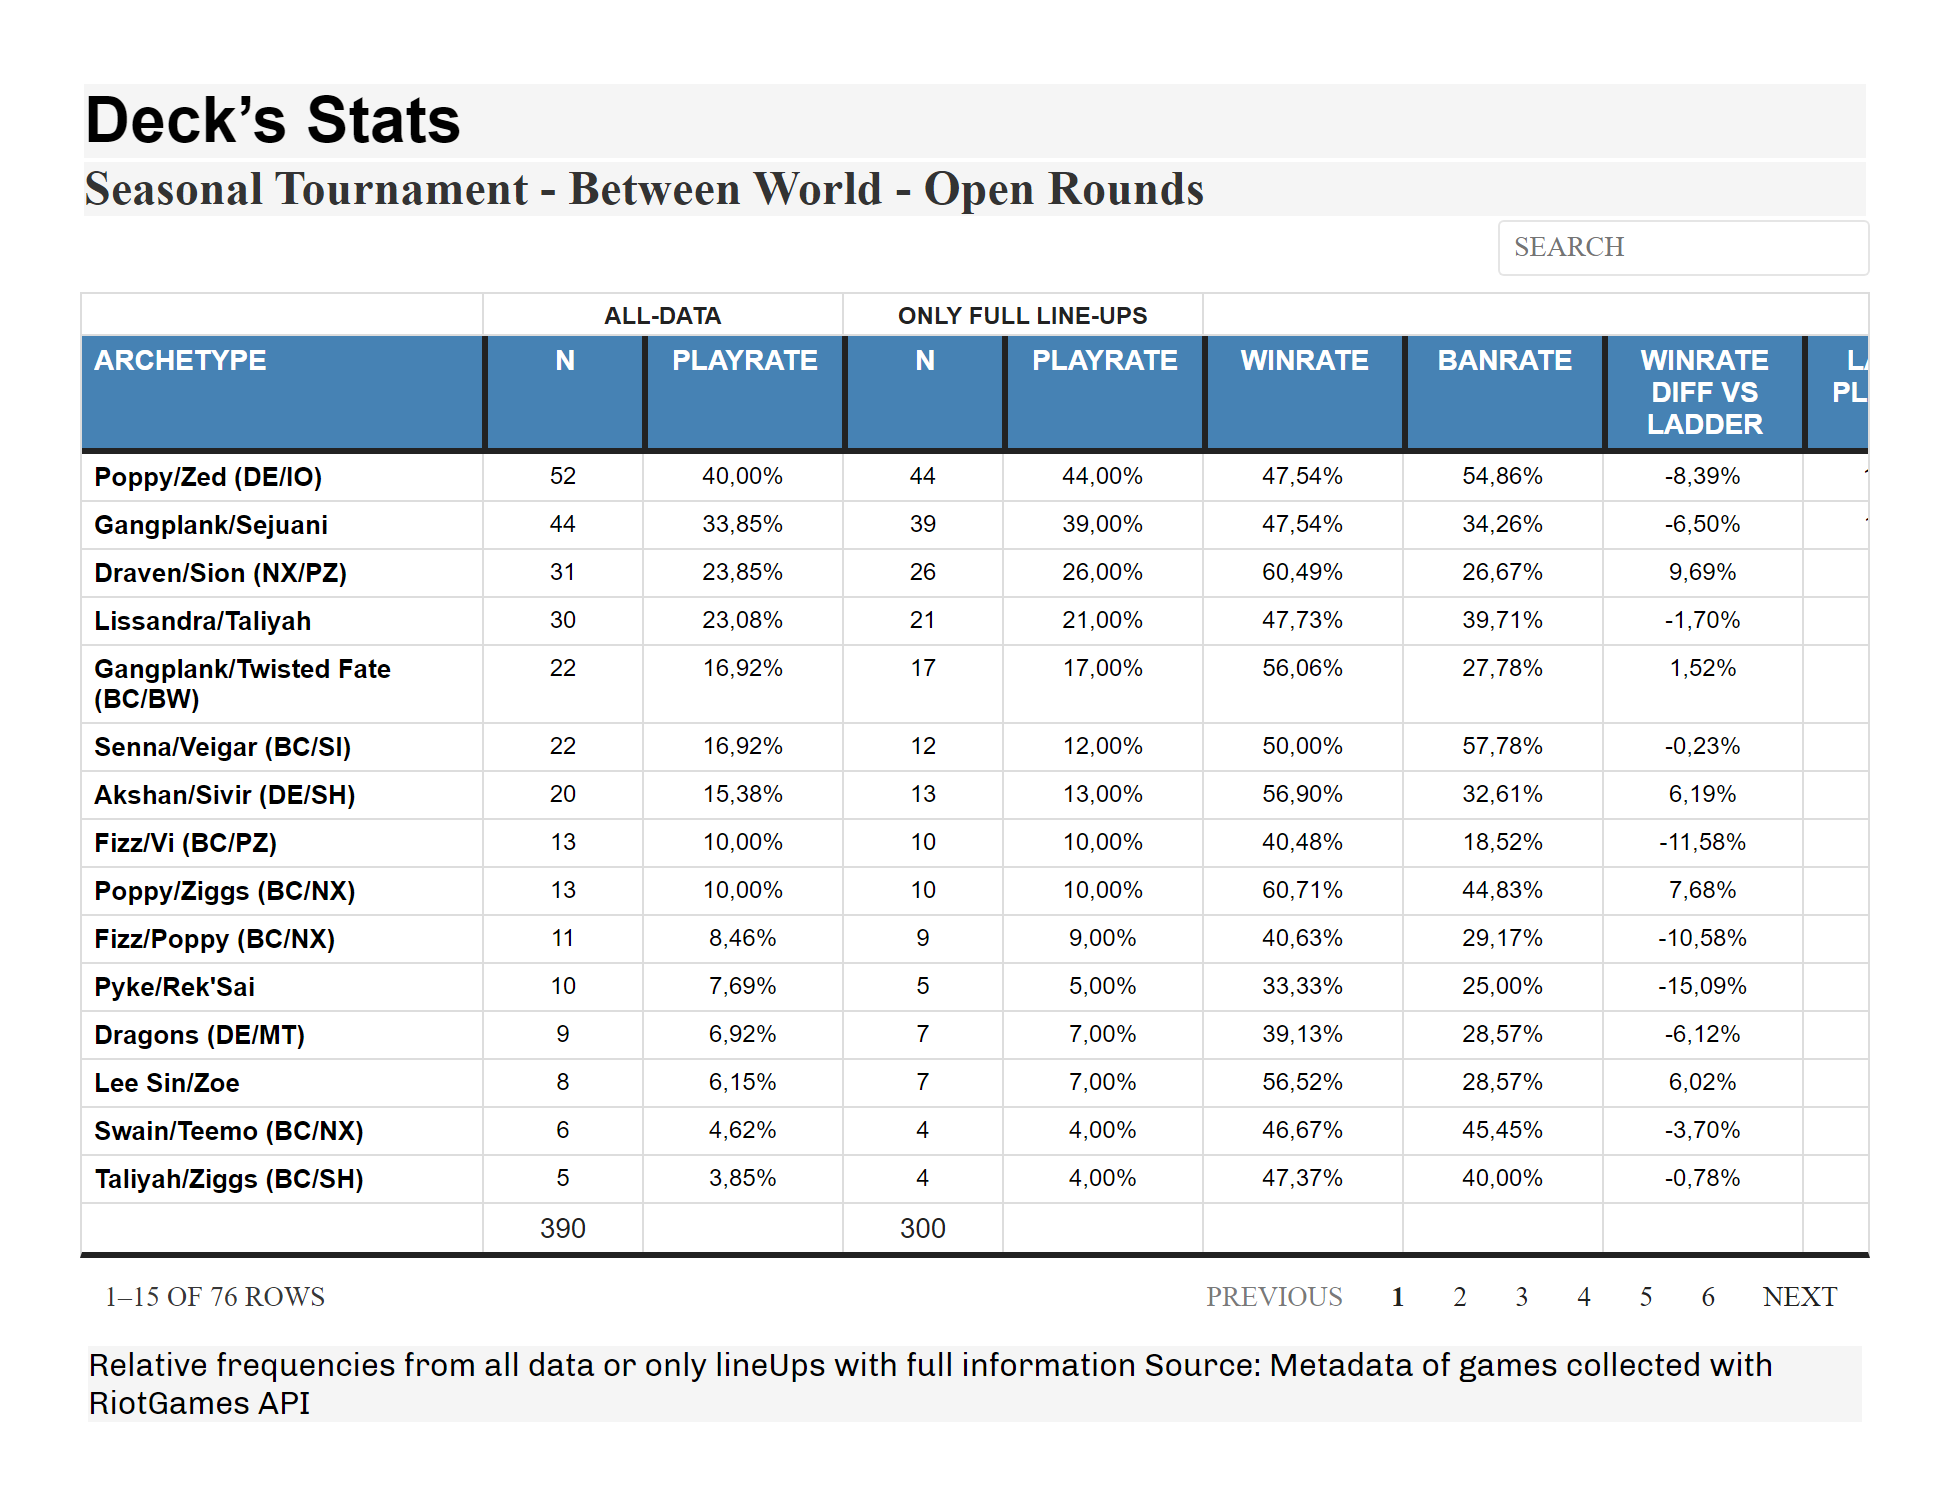 Deck’s Stats
Seasonal Tournament - Between World - Open Rounds
SEARCH
ALL-DATA ONLY FULL LINE-UPS
ARCHETYPE N PLAYRATE N PLAYRATE WINRATE BANRATE WINRATE DIFF VS LADDER
Poppy/Zed (DE/IO) 52 40,00% 44 44,00% 47,54% 54,86% -8,39%
Gangplank/Sejuani 44 33,85% 39 39,00% 47,54% 34,26% -6,50%
Draven/Sion (NX/PZ) 31 23,85% 26 26,00% 60,49% 26,67% 9,69%
Lissandra/Taliyah 30 23,08% 21 21,00% 47,73% 39,71% -1,70%
Gangplank/Twisted Fate (BC/BW) 22 16,92% 17 17,00% 56,06% 27,78% 1,52%
Senna/Veigar (BC/SI) 22 16,92% 12 12,00% 50,00% 57,78% -0,23%
Akshan/Sivir (DE/SH) 20 15,38% 13 13,00% 56,90% 32,61% 6,19%
Fizz/Vi (BC/PZ) 13 10,00% 10 10,00% 40,48% 18,52% -11,58%
Poppy/Ziggs (BC/NX) 13 10,00% 10 10,00% 60,71% 44,83% 7,68%
Fizz/Poppy (BC/NX) 11 8,46% 9 9,00% 40,63% 29,17% -10,58%
Pyke/Rek'Sai 10 7,69% 5 5,00% 33,33% 25,00% -15,09%
Dragons (DE/MT) 9 6,92% 7 7,00% 39,13% 28,57% -6,12%
Lee Sin/Zoe 8 6,15% 7 7,00% 56,52% 28,57% 6,02%
Swain/Teemo (BC/NX) 6 4,62% 4 4,00% 46,67% 45,45% -3,70%
Taliyah/Ziggs (BC/SH) 5 3,85% 4 4,00% 47,37% 40,00% -0,78%
390 300
1–15 OF 76 ROWS PREVIOUS 1 2 3 4 5 6 NEXT
Relative frequencies from all data or only lineUps with full information Source: Metadata of games collected with
RiotGames API